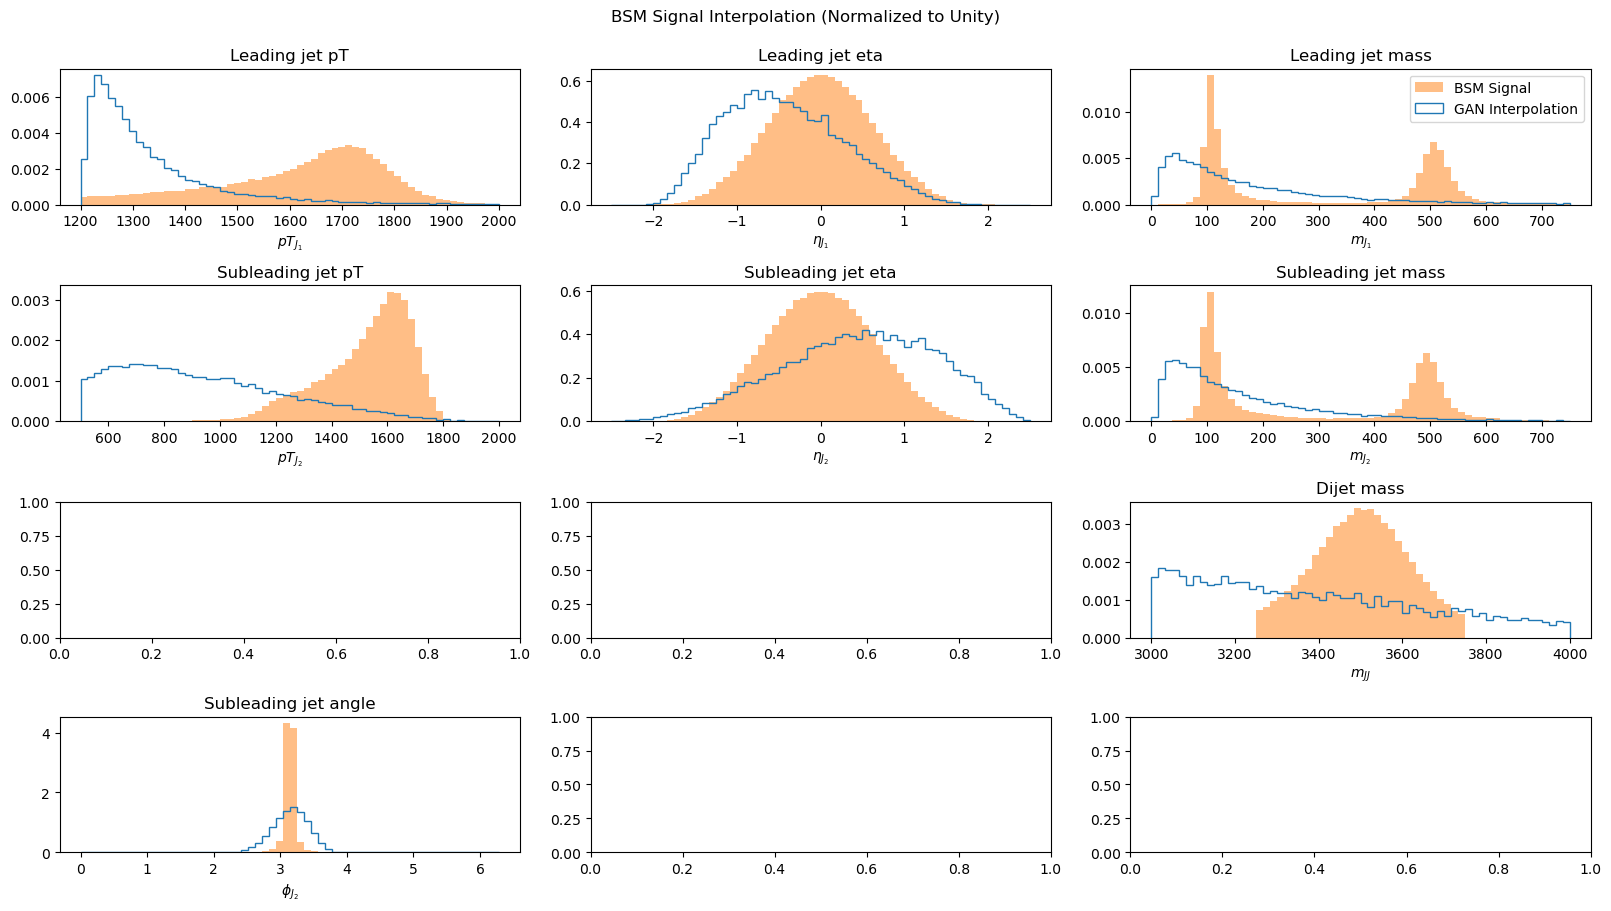 BSM Signal Interpolation (Normalized to Unity)
Leading jet pT
0.006
0.004
0.002
0.000
1200 1300 1400 1500 1600 1700 1800 1900 2000
pT_{J_1}
Leading jet eta
0.6
0.4
0.2
0.0
−2 −1 0 1 2
η_{J_1}
Leading jet mass
BSM Signal
GAN Interpolation
0.010
0.005
0.000
0 100 200 300 400 500 600 700
m_{J_1}
Subleading jet pT
0.003
0.002
0.001
0.000
600 800 1000 1200 1400 1600 1800 2000
pT_{J_2}
Subleading jet eta
0.6
0.4
0.2
0.0
−2 −1 0 1 2
η_{J_2}
Subleading jet mass
0.010
0.005
0.000
0 100 200 300 400 500 600 700
m_{J_2}
1.00
0.75
0.50
0.25
0.00
0.0 0.2 0.4 0.6 0.8 1.0
1.00
0.75
0.50
0.25
0.00
0.0 0.2 0.4 0.6 0.8 1.0
Dijet mass
0.003
0.002
0.001
0.000
3000 3200 3400 3600 3800 4000
m_{JJ}
Subleading jet angle
4
2
0
0 1 2 3 4 5 6
ϕ_{J_2}
1.00
0.75
0.50
0.25
0.00
0.0 0.2 0.4 0.6 0.8 1.0
1.00
0.75
0.50
0.25
0.00
0.0 0.2 0.4 0.6 0.8 1.0